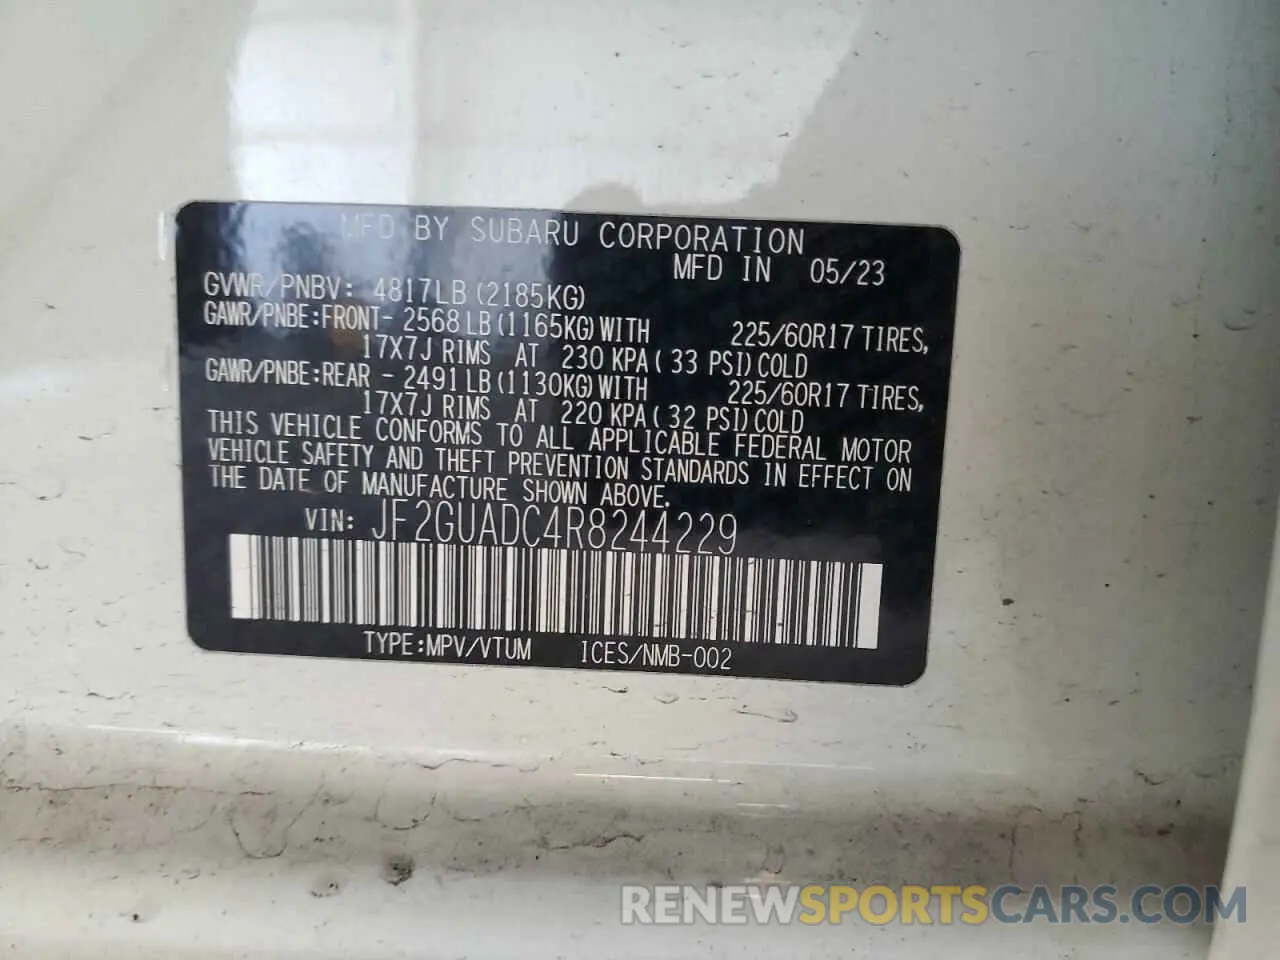 MFD BY SUBARU CORPORATION
MFD IN 05/23
GVWR/PNBV: 4817LB(2185KG)
GAWR/PNBE:FRONT- 2568LB(1165KG)WITH 225/60R17 TIRES,
17X7J RIMS AT 230 KPA( 33 PSI)COLD
GAWR/PNBE:REAR - 2491LB(1130KG)WITH 225/60R17 TIRES,
17X7J RIMS AT 220 KPA( 32 PSI)COLD
THIS VEHICLE CONFORMS TO ALL APPLICABLE FEDERAL MOTOR
VEHICLE SAFETY AND THEFT PREVENTION STANDARDS IN EFFECT ON
THE DATE OF MANUFACTURE SHOWN ABOVE.
VIN: JF2GUADC4R8244229
TYPE:MPV/VTUM ICES/NMB-002
RENEWSPORTSCARS.COM